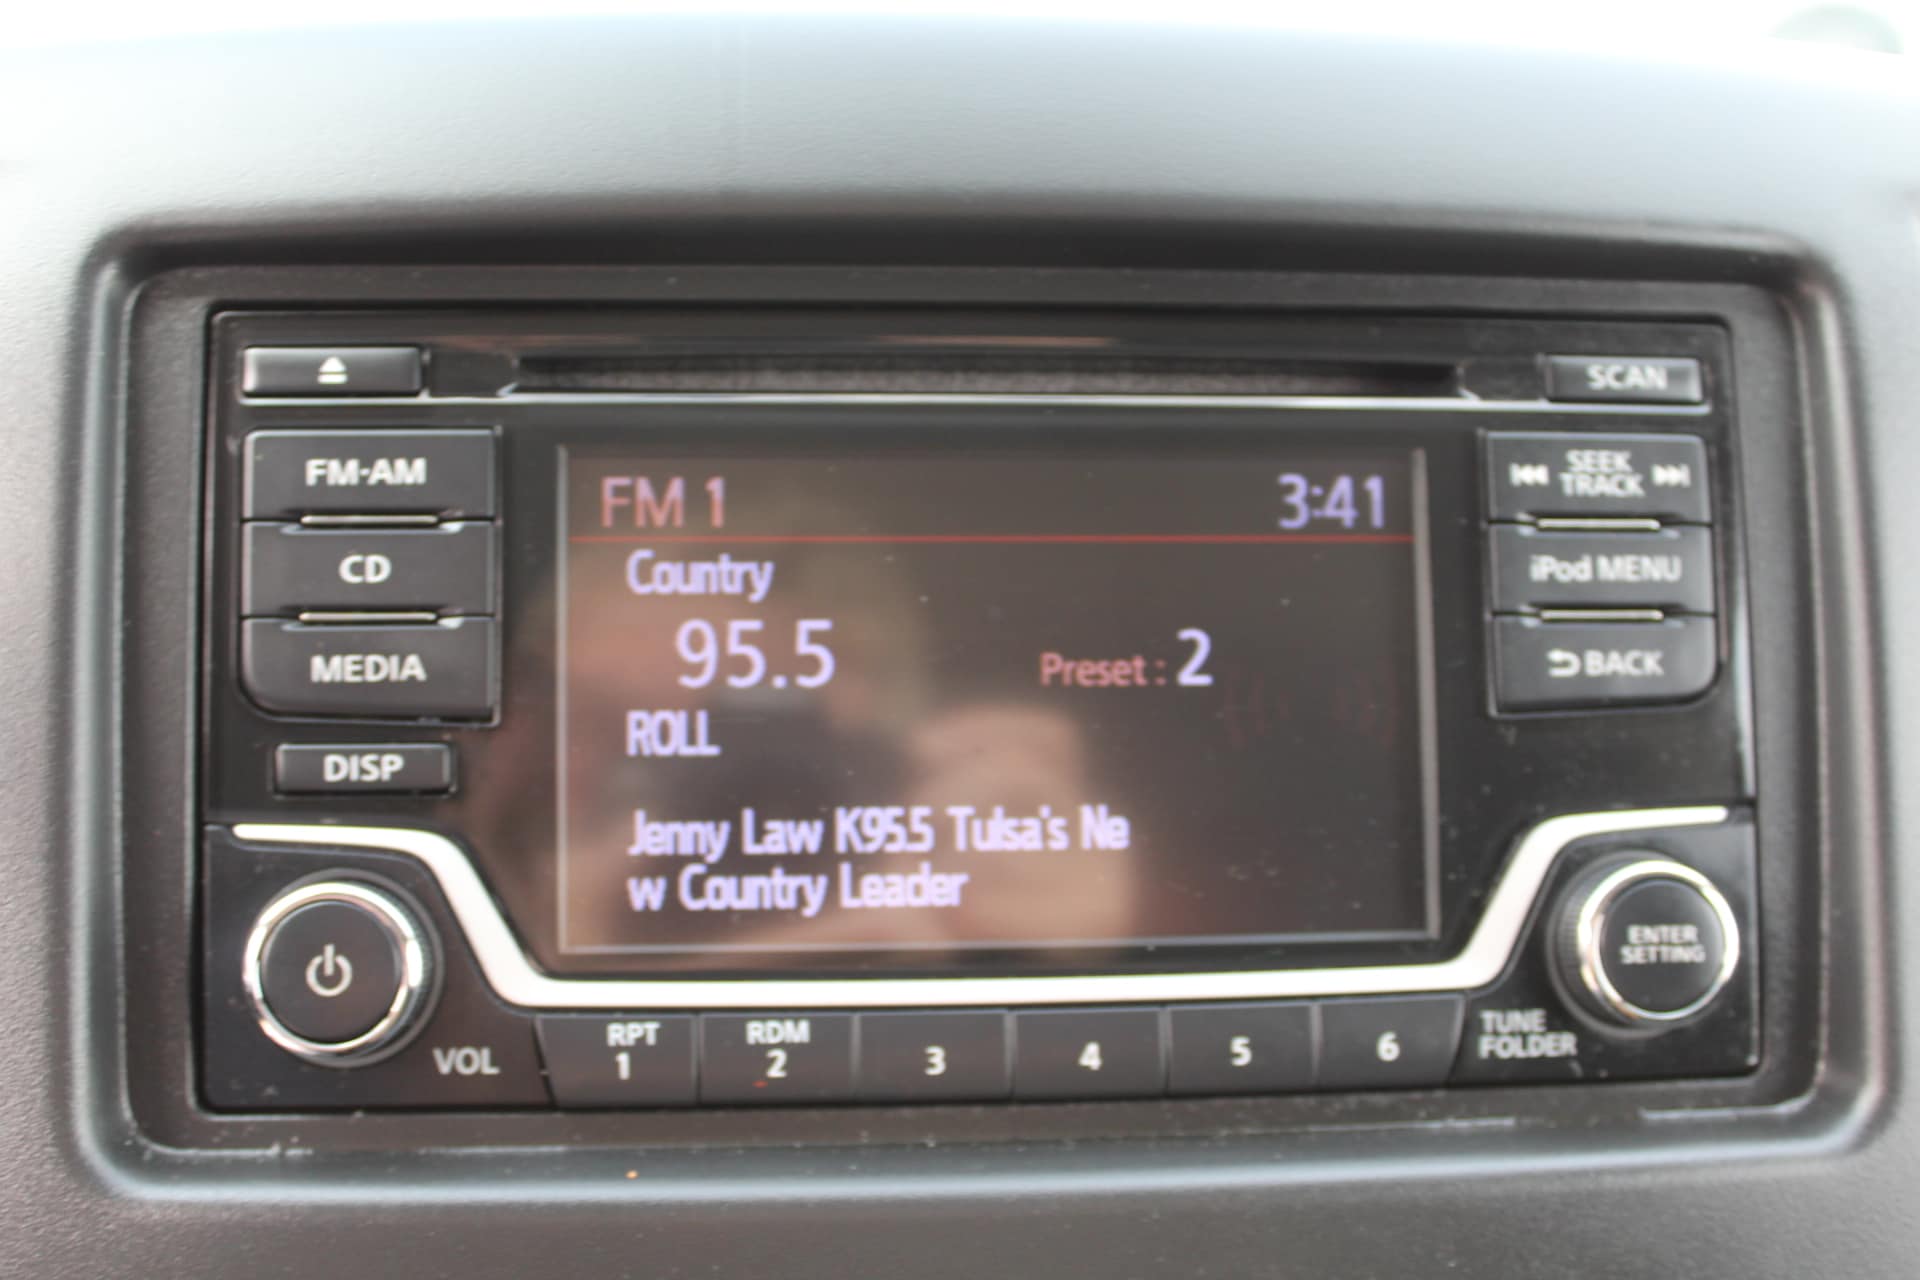 SCAN
FM-AM
CD
MEDIA
DISP
FM 1 3:41
Country
95.5 Preset : 2
ROLL
Jenny Law K95.5 Tulsa's Ne
w Country Leader
SEEK
TRACK
iPod MENU
BACK
VOL
RPT
1
RDM
2
3
4
5
6
TUNE
FOLDER
ENTER
SETTING